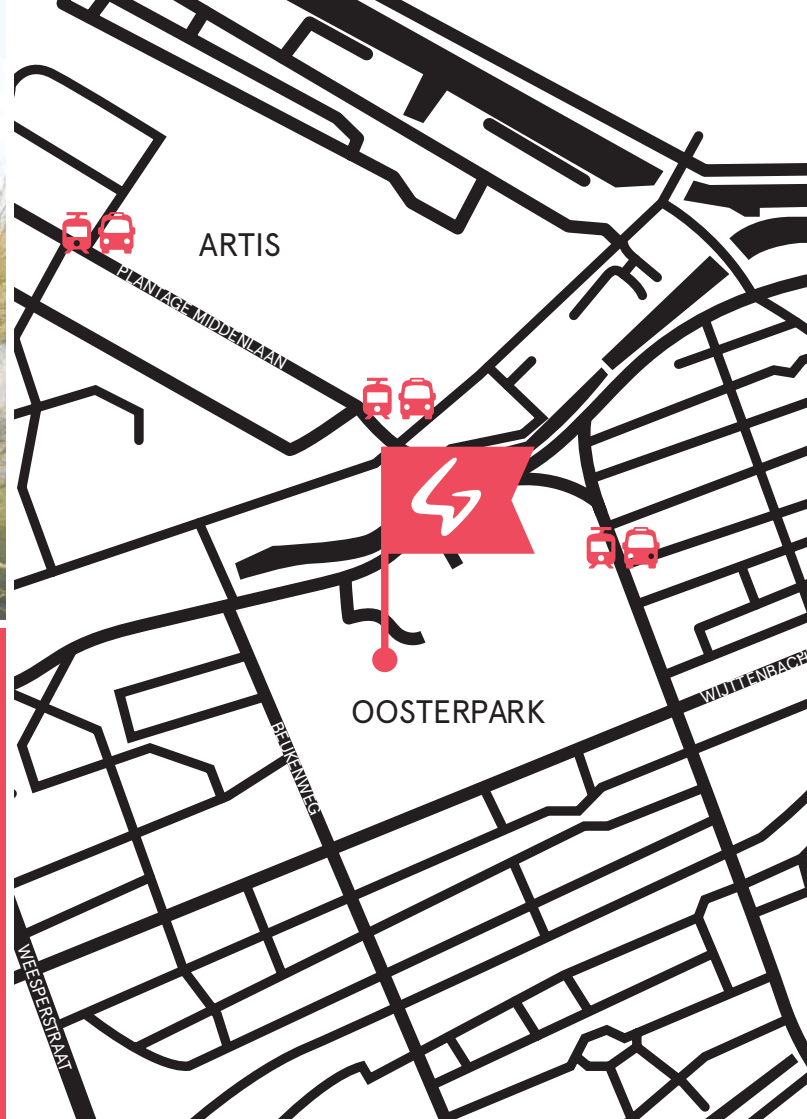 ARTIS
PLANTAGE MIDDENLAAN
OOSTERPARK
WIJTTENBACH
BEUKENWEG
WEESPERSTRAAT